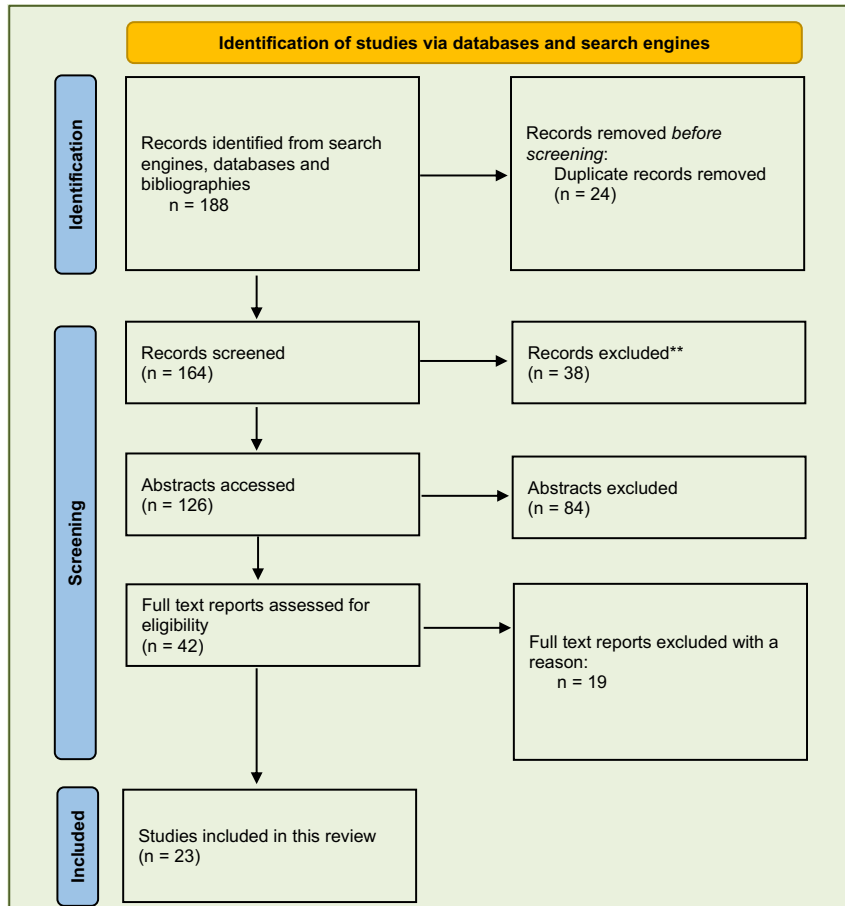 Identification of studies via databases and search engines
Identification
Records identified from search
engines, databases and
bibliographies
n = 188
Records removed before
screening:
Duplicate records removed
(n = 24)
Screening
Records screened
(n = 164)
Records excluded**
(n = 38)
Abstracts accessed
(n = 126)
Abstracts excluded
(n = 84)
Full text reports assessed for
eligibility
(n = 42)
Full text reports excluded with a
reason:
n = 19
Included
Studies included in this review
(n = 23)